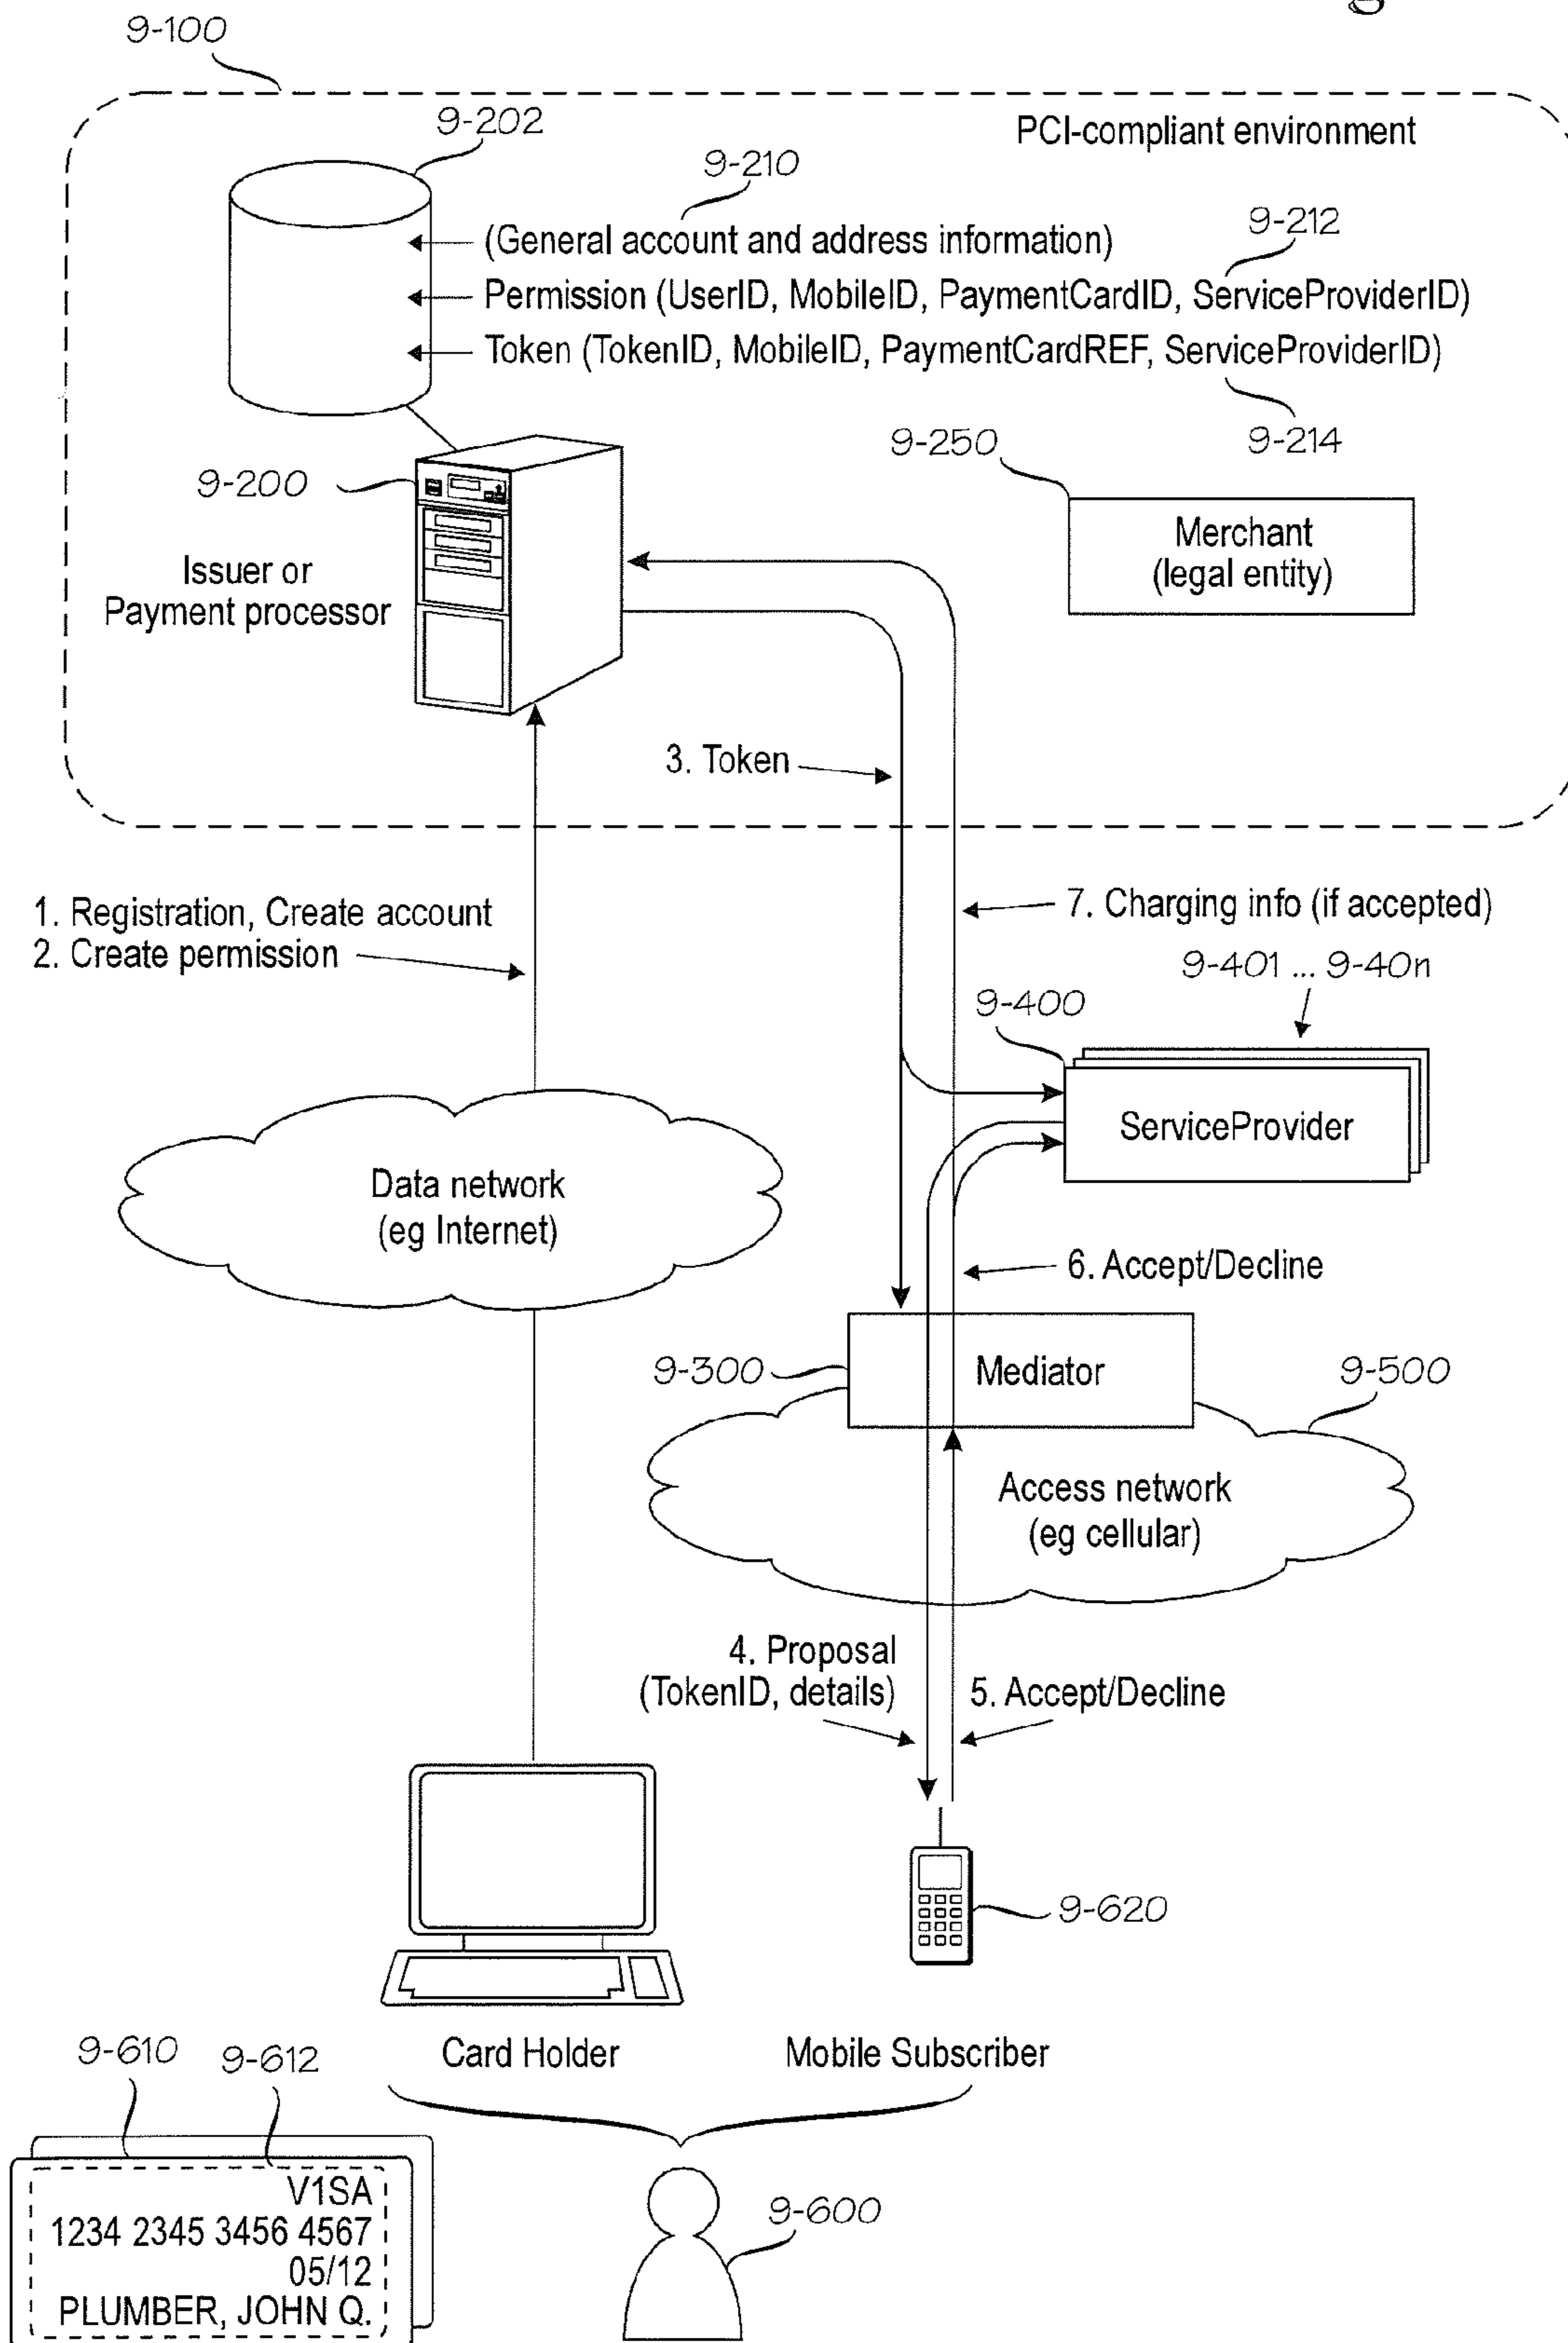 9-100
9-202
PCI-compliant environment
9-210
9-212
(General account and address information)
Permission (UserID, MobileID, PaymentCardID, ServiceProviderID)
Token (TokenID, MobileID, PaymentCardREF, ServiceProviderID)
9-214
9-250
9-200
Merchant
(legal entity)
Issuer or
Payment processor
3. Token
1. Registration, Create account
2. Create permission
7. Charging info (if accepted)
9-401 ... 9-40n
9-400
ServiceProvider
Data network
(eg Internet)
6. Accept/Decline
9-300
Mediator
9-500
Access network
(eg cellular)
4. Proposal
(TokenID, details)
5. Accept/Decline
9-620
9-610
9-612
Card Holder
Mobile Subscriber
V1SA
1234 2345 3456 4567
05/12
PLUMBER, JOHN Q.
9-600